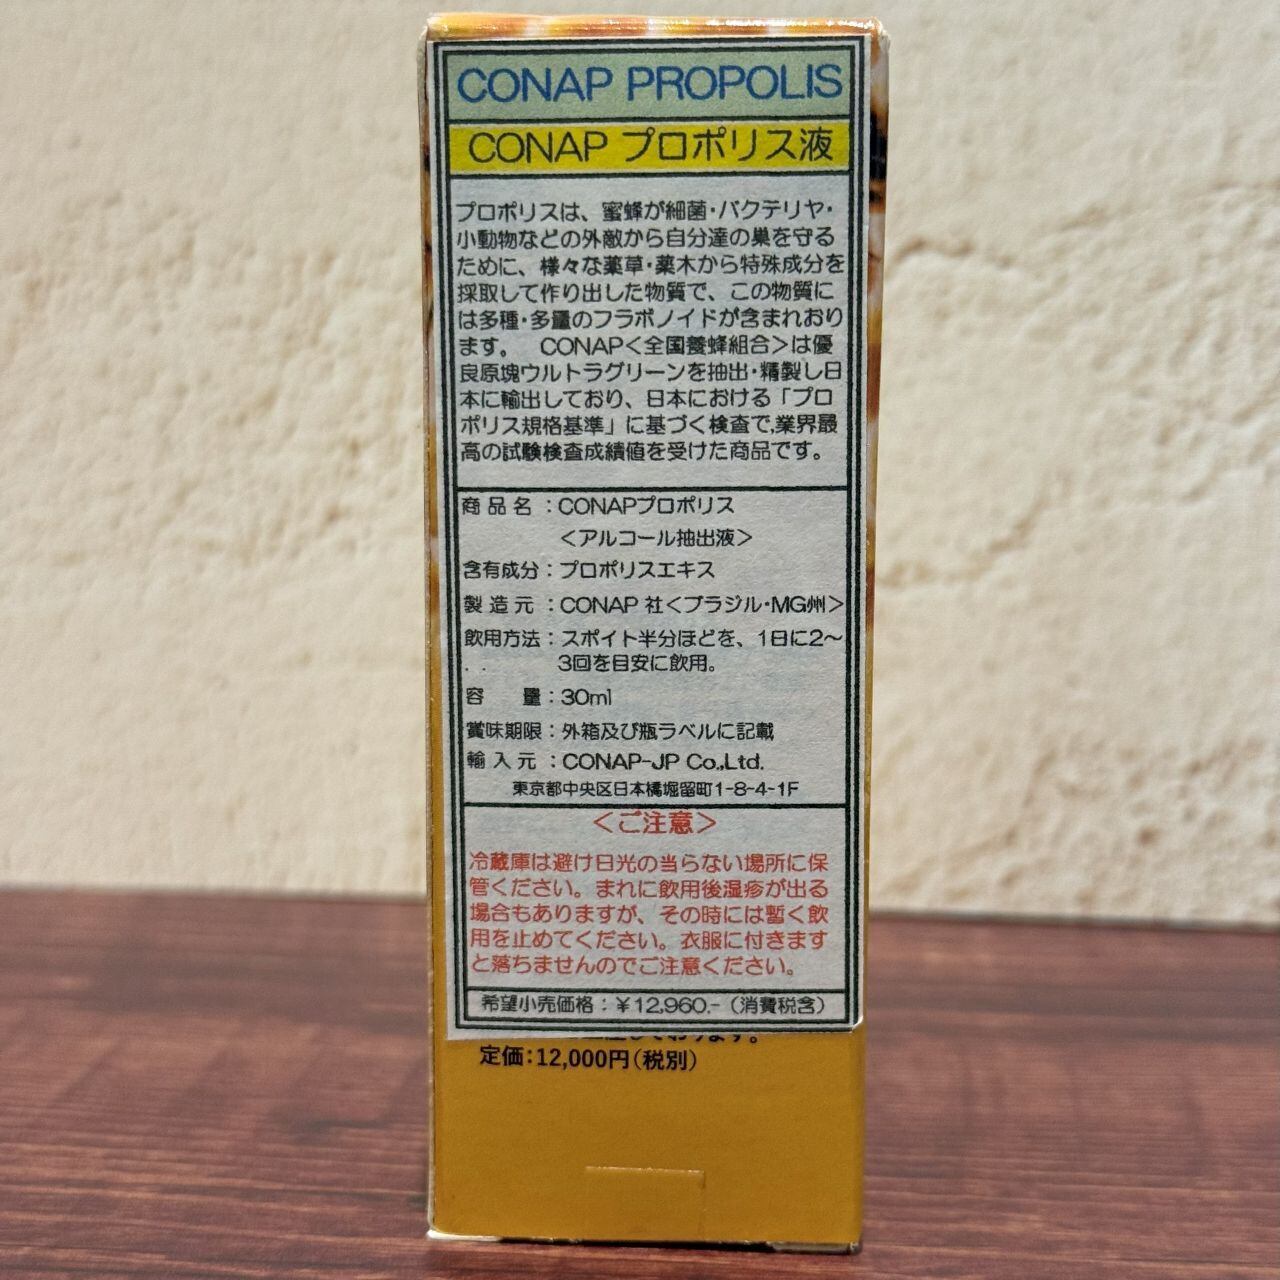 CONAP PROPOLIS
CONAP プロポリス液
プロポリスは、蜜蜂が細菌・バクテリヤ・
小動物などの外敵から自分達の巣を守る
ために、様々な薬草・薬木から特殊成分を
採取して作り出した物質で、この物質に
は多種・多量のフラボノイドが含まれおり
ます。 CONAP<全国養蜂組合>は優
良原塊ウルトラグリーンを抽出・精製し日
本に輸出しており、日本における「プロ
ポリス規格基準」に基づく検査で,業界最
高の試験検査成績値を受けた商品です。
商品名：CONAPプロポリス
<アルコール抽出液>
含有成分：プロポリスエキス
製造元：CONAP 社<ブラジル・MG州>
飲用方法：スポイト半分ほどを、1日に2～
. . 3回を目安に飲用。
容量：30ml
賞味期限：外箱及び瓶ラベルに記載
輸入元：CONAP-JP Co.,Ltd.
東京都中央区日本橋堀留町1-8-4-1F
<ご注意>
冷蔵庫は避け日光の当らない場所に保
管ください。まれに飲用後湿疹が出る
場合もありますが、その時には暫く飲
用を止めてください。衣服に付きます
と落ちませんのでご注意ください。
希望小売価格：￥12,960.-（消費税含）
ております。
定価：12,000円（税別）